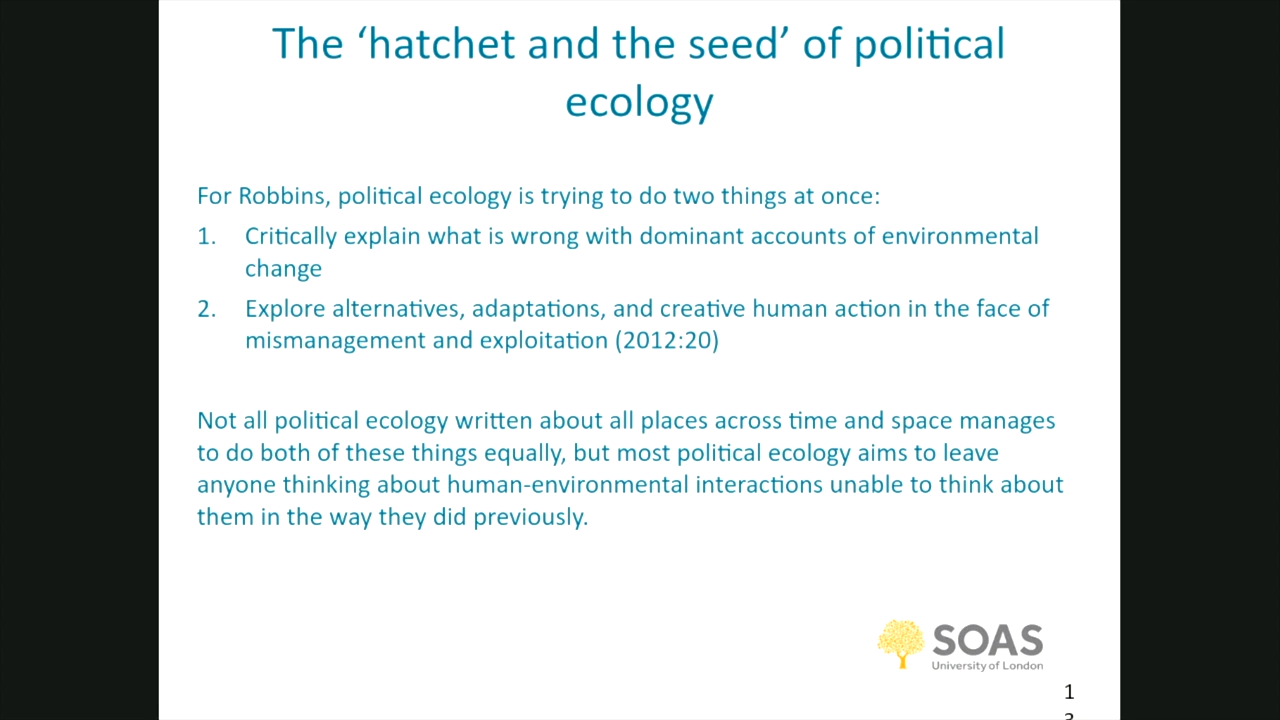 The ‘hatchet and the seed’ of political
ecology
For Robbins, political ecology is trying to do two things at once:
1. Critically explain what is wrong with dominant accounts of environmental
change
2. Explore alternatives, adaptations, and creative human action in the face of
mismanagement and exploitation (2012:20)
Not all political ecology written about all places across time and space manages
to do both of these things equally, but most political ecology aims to leave
anyone thinking about human-environmental interactions unable to think about
them in the way they did previously.
SOAS
University of London
1